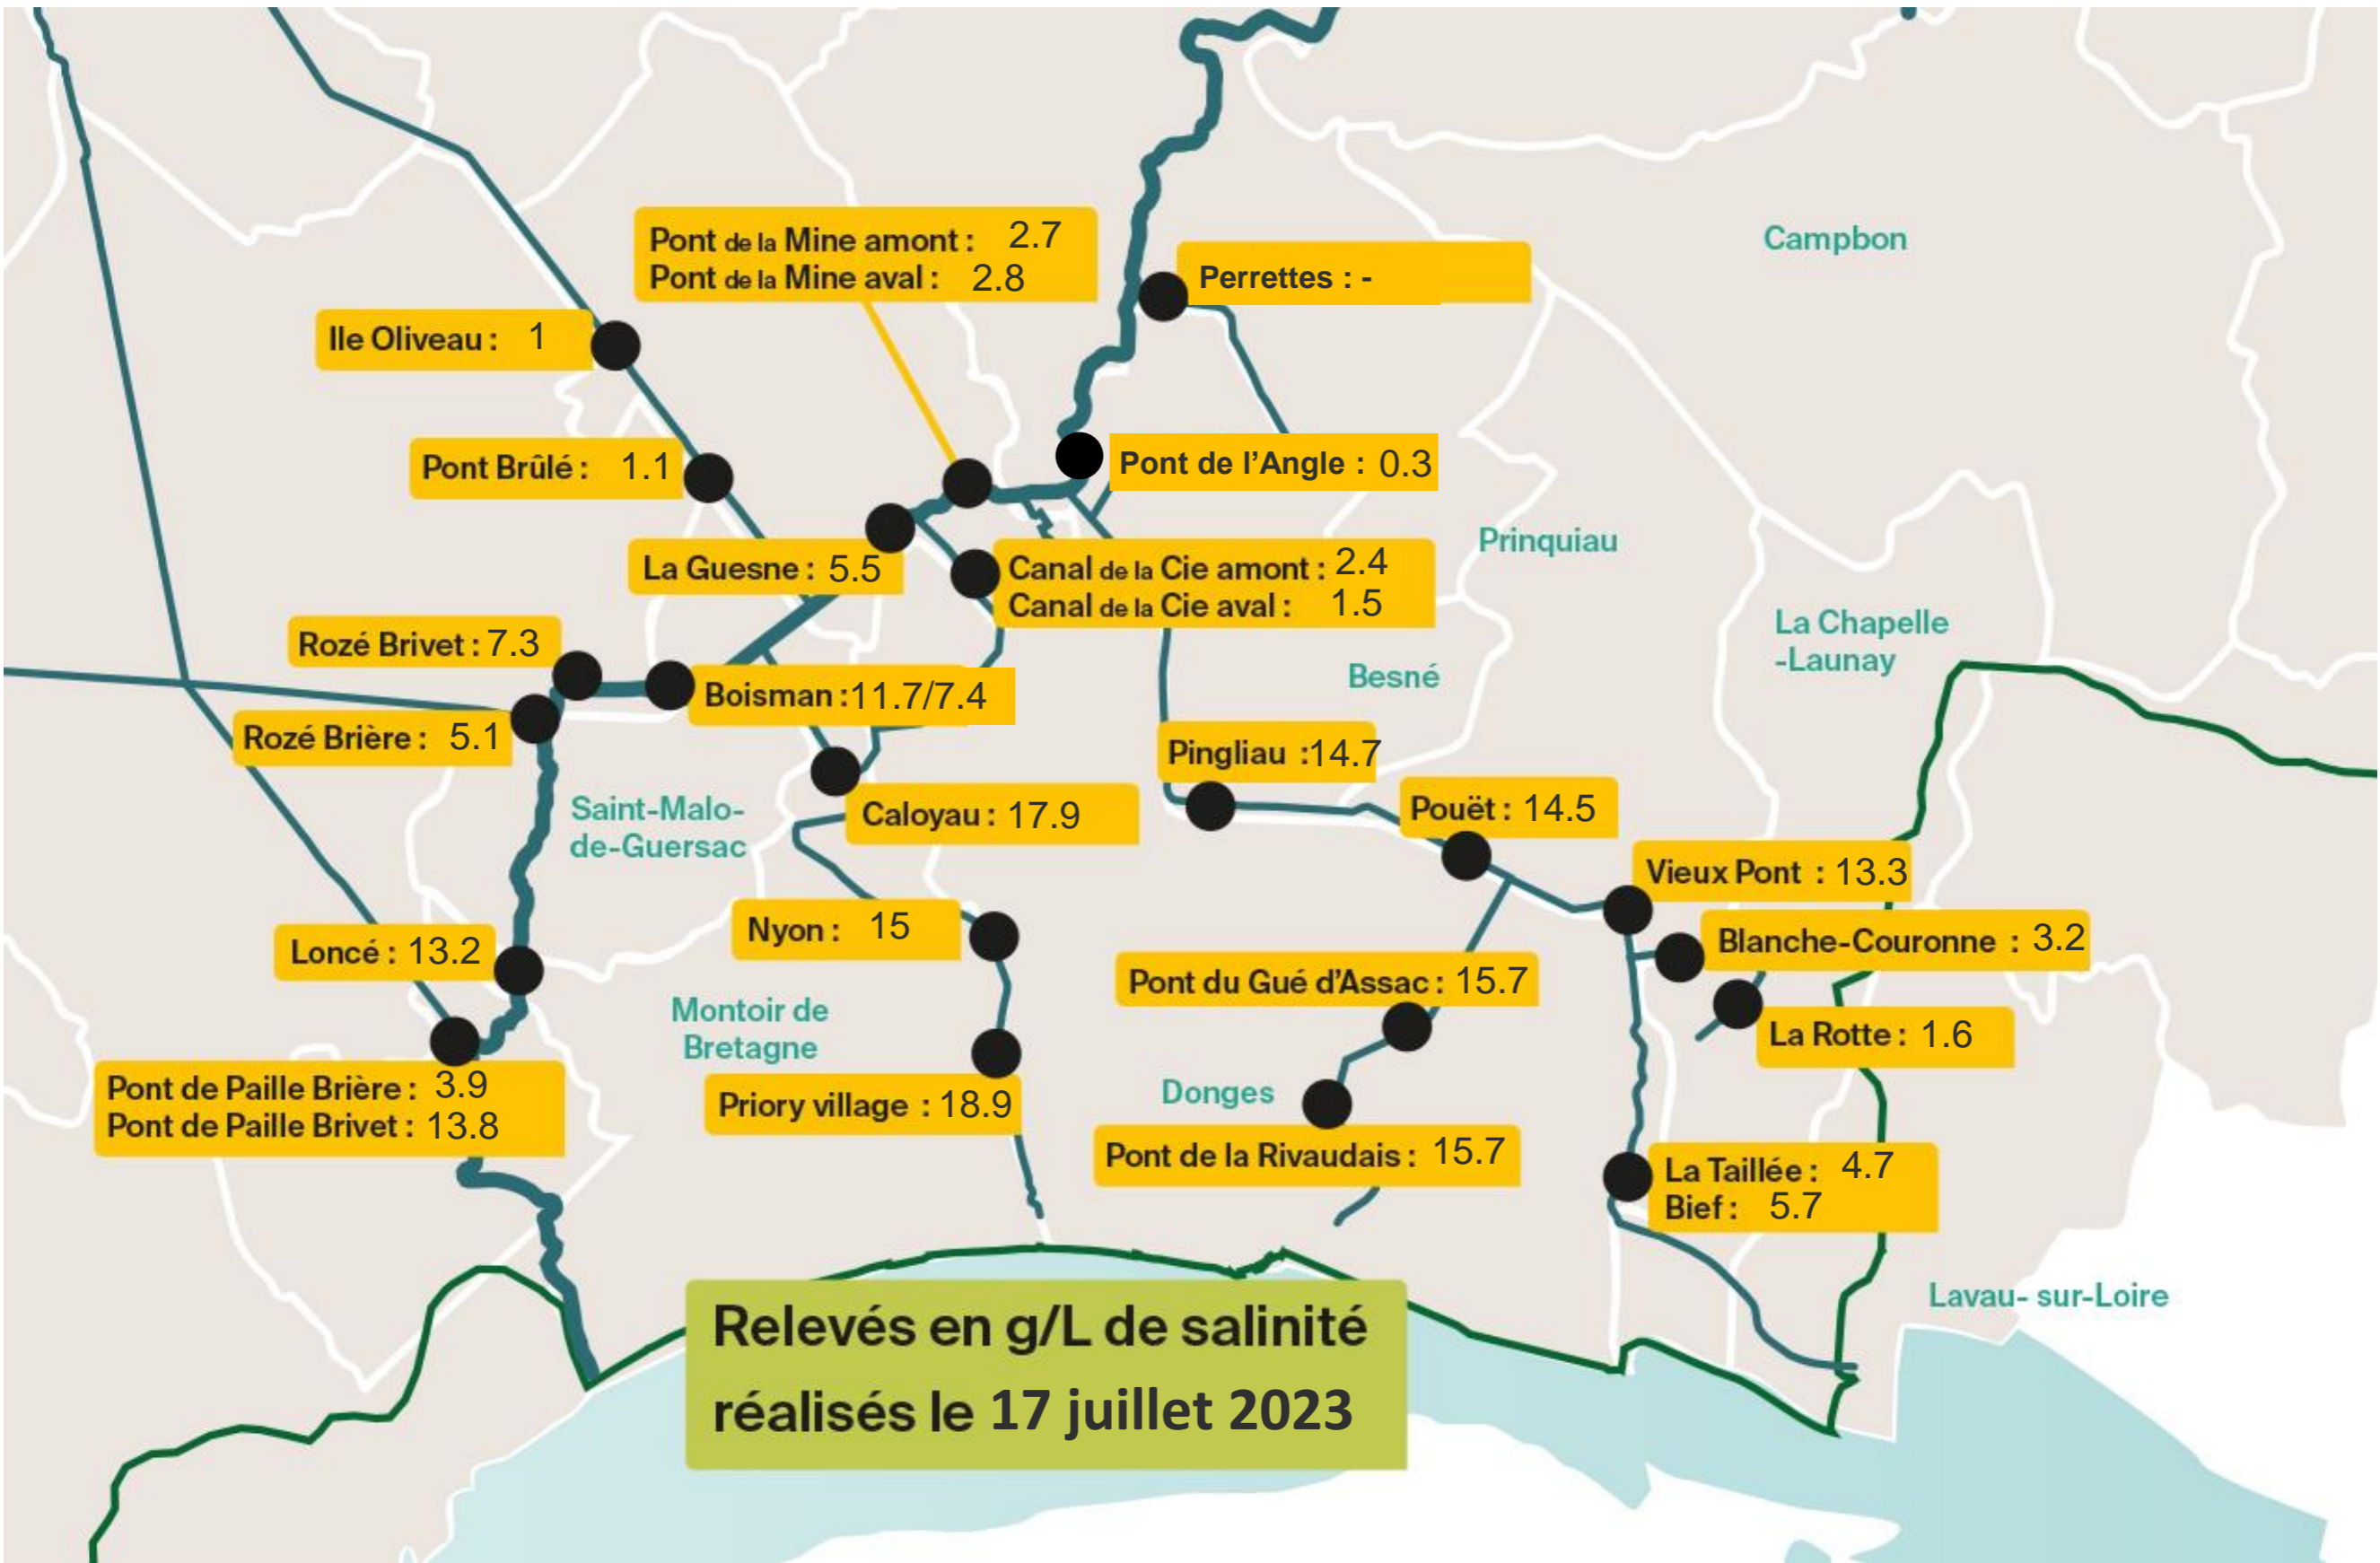 Pont de la Mine amont : 2.7
Pont de la Mine aval : 2.8
Campbon
Perrettes : -
Ile Oliveau : 1
Pont Brûlé : 1.1
Pont de l'Angle : 0.3
Prinquiau
La Guesne : 5.5
Canal de la Cie amont : 2.4
Canal de la Cie aval : 1.5
La Chapelle
-Launay
Rozé Brivet : 7.3
Besné
Boisman :11.7/7.4
Rozé Brière : 5.1
Pingliau :14.7
Saint-Malo-
de-Guersac
Caloyau : 17.9
Pouët : 14.5
Vieux Pont : 13.3
Nyon : 15
Loncé : 13.2
Blanche-Couronne : 3.2
Pont du Gué d'Assac : 15.7
Montoir de
Bretagne
La Rotte : 1.6
Pont de Paille Brière : 3.9
Pont de Paille Brivet : 13.8
Priory village : 18.9
Donges
Pont de la Rivaudais : 15.7
La Taillée : 4.7
Bief : 5.7
Lavau- sur-Loire
Relevés en g/L de salinité
réalisés le 17 juillet 2023